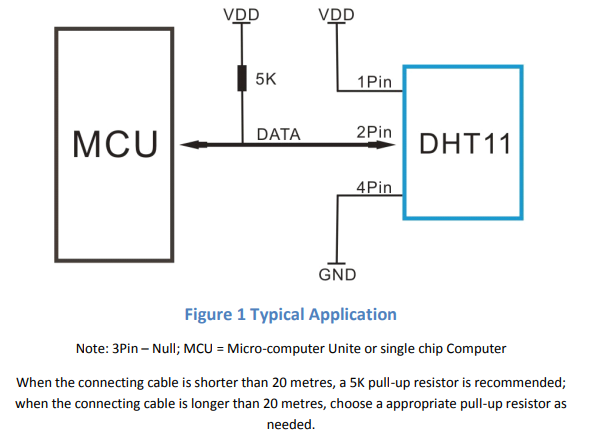 VDD
VDD
5K
1Pin
MCU
DATA
2Pin
DHT11
4Pin
GND
Figure 1 Typical Application
Note: 3Pin – Null; MCU = Micro-computer Unite or single chip Computer
When the connecting cable is shorter than 20 metres, a 5K pull-up resistor is recommended;
when the connecting cable is longer than 20 metres, choose a appropriate pull-up resistor as
needed.